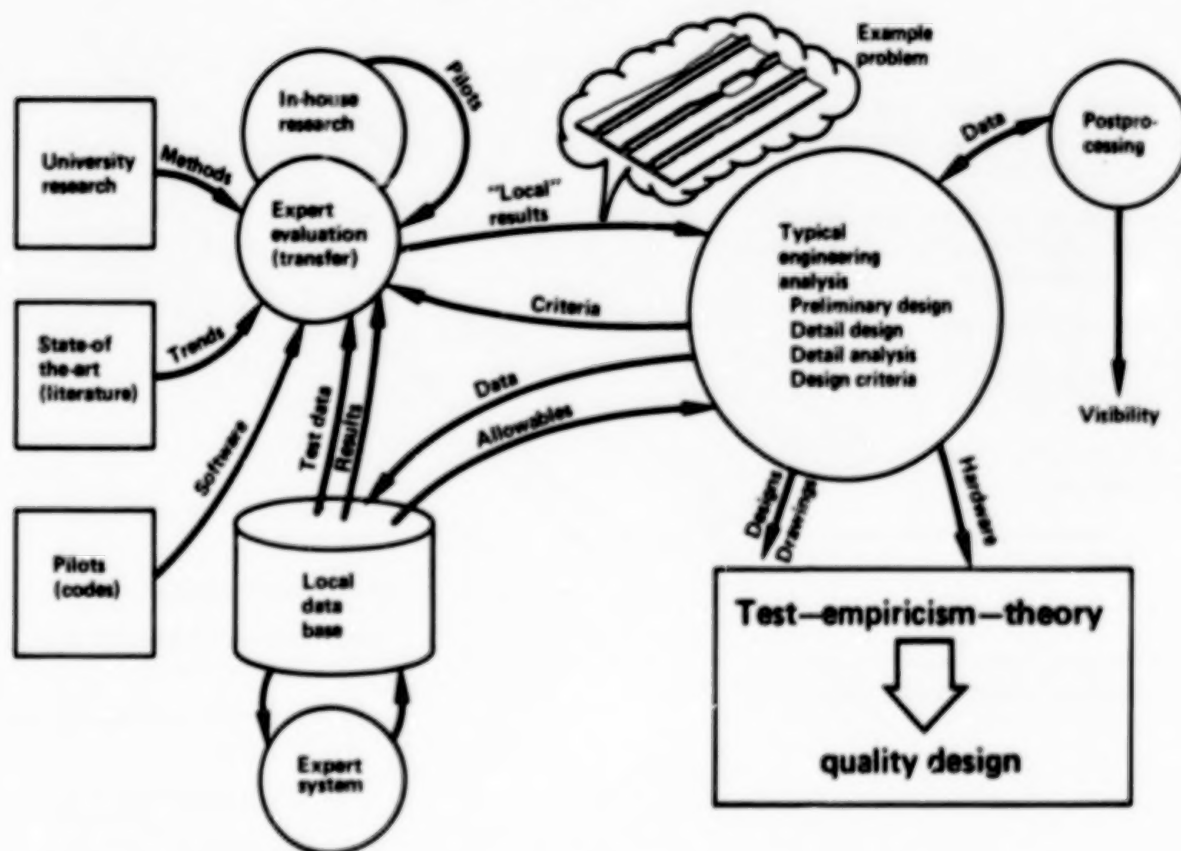 Example
problem
In-house
research
Pilots
University
research
Methods
Data
Postpro-
cessing
Expert
evaluation
(transfer)
"Local"
results
Typical
engineering
analysis
Preliminary design
Detail design
Detail analysis
Design criteria
State-of
the-art
(literature)
Trends
Criteria
Data
Allowables
Visibility
Software
Test data
Results
Designs
Drawings
Hardware
Pilots
(codes)
Local
data
base
Test—empiricism—theory
quality design
Expert
system